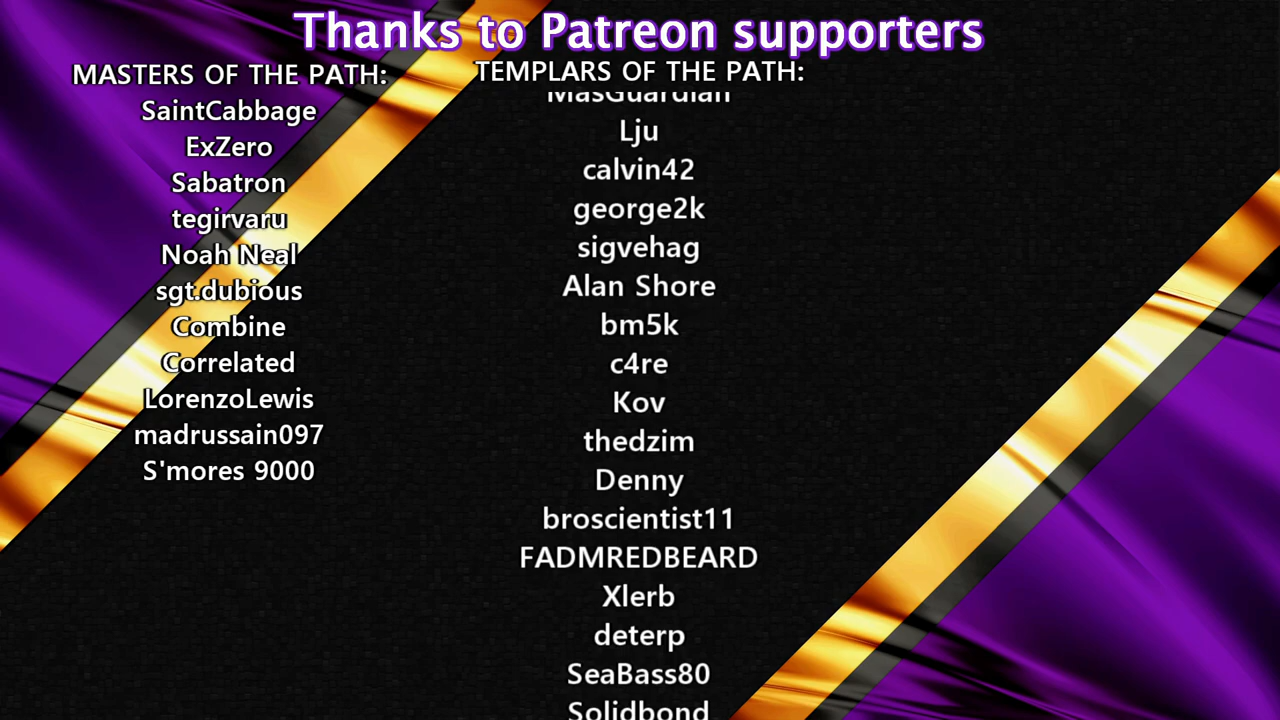 Thanks to Patreon supporters
MASTERS OF THE PATH:
SaintCabbage
ExZero
Sabatron
tegirvaru
Noah Neal
sgt.dubious
Combine
Correlated
LorenzoLewis
madrussain097
S'mores 9000
TEMPLARS OF THE PATH:
MasGuardian
Lju
calvin42
george2k
sigvehag
Alan Shore
bm5k
c4re
Kov
thedzim
Denny
broscientist11
FADMREDBEARD
Xlerb
deterp
SeaBass80
Solidbond